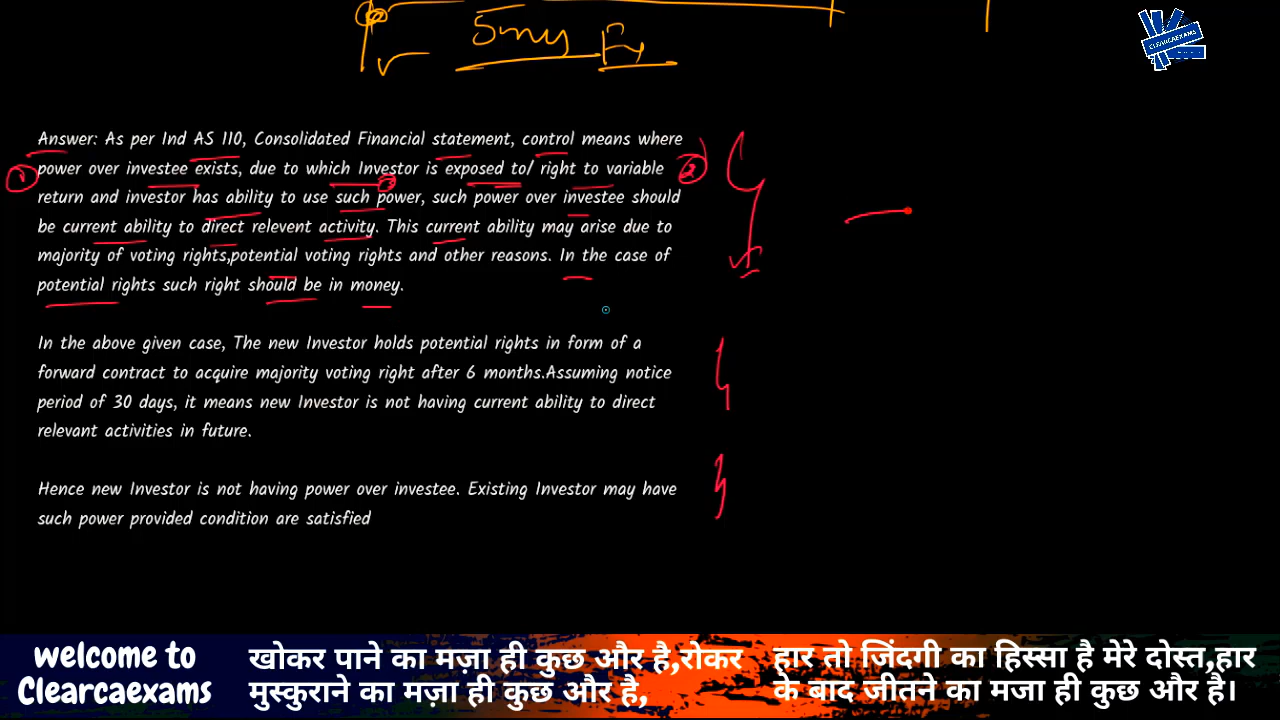 5my Fx
CLEARCAEXAMS
Answer: As per Ind AS 110, Consolidated Financial statement, control means where
power over investee exists, due to which Investor is exposed to/ right to variable
return and investor has ability to use such power, such power over investee should
be current ability to direct relevent activity. This current ability may arise due to
majority of voting rights,potential voting rights and other reasons. In the case of
potential rights such right should be in money.
In the above given case, The new Investor holds potential rights in form of a
forward contract to acquire majority voting right after 6 months.Assuming notice
period of 30 days, it means new Investor is not having current ability to direct
relevant activities in future.
Hence new Investor is not having power over investee. Existing Investor may have
such power provided condition are satisfied
welcome to
Clearcaexams
खोकर पाने का मज़ा ही कुछ और है,रोकर
मुस्कुराने का मज़ा ही कुछ और है,
हार तो जिंदगी का हिस्सा है मेरे दोस्त,हार
के बाद जीतने का मजा ही कुछ और है।